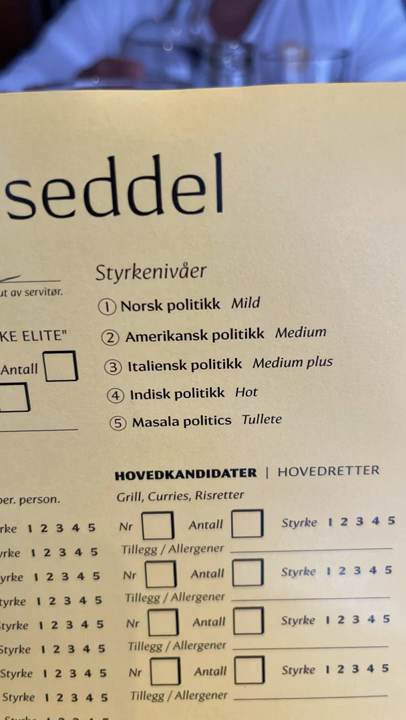 seddel
ut av servitør.
Styrkenivåer
① Norsk politikk Mild
KE ELITE"
② Amerikansk politikk Medium
Antall
③ Italiensk politikk Medium plus
④ Indisk politikk Hot
⑤ Masala politics Tullete
HOVEDKANDIDATER | HOVEDRETTER
per. person.
Grill, Curries, Risretter
rke 1 2 3 4 5
Nr Antall Styrke 1 2 3 4 5
yrke 1 2 3 4 5
Tillegg / Allergener
yrke 1 2 3 4 5
Nr Antall Styrke 1 2 3 4 5
tyrke 1 2 3 4 5
Tillegg / Allergener
tyrke 1 2 3 4 5
Nr Antall Styrke 1 2 3 4 5
Styrke 1 2 3 4 5
Tillegg / Allergener
Styrke 1 2 3 4 5
Nr Antall Styrke 1 2 3 4 5
Styrke 1 2 3 4 5
Tillegg / Allergener